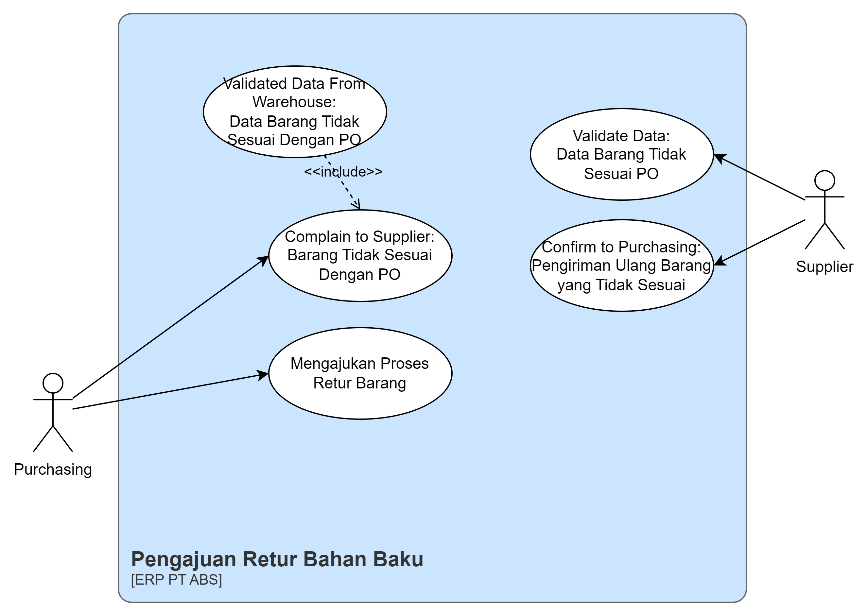 Validated Data From
Warehouse:
Data Barang Tidak
Sesuai Dengan PO
<<include>>
Complain to Supplier:
Barang Tidak Sesuai
Dengan PO
Mengajukan Proses
Retur Barang
Purchasing
Validate Data:
Data Barang Tidak
Sesuai PO
Confirm to Purchasing:
Pengiriman Ulang Barang
yang Tidak Sesuai
Supplier
Pengajuan Retur Bahan Baku
[ERP PT ABS]